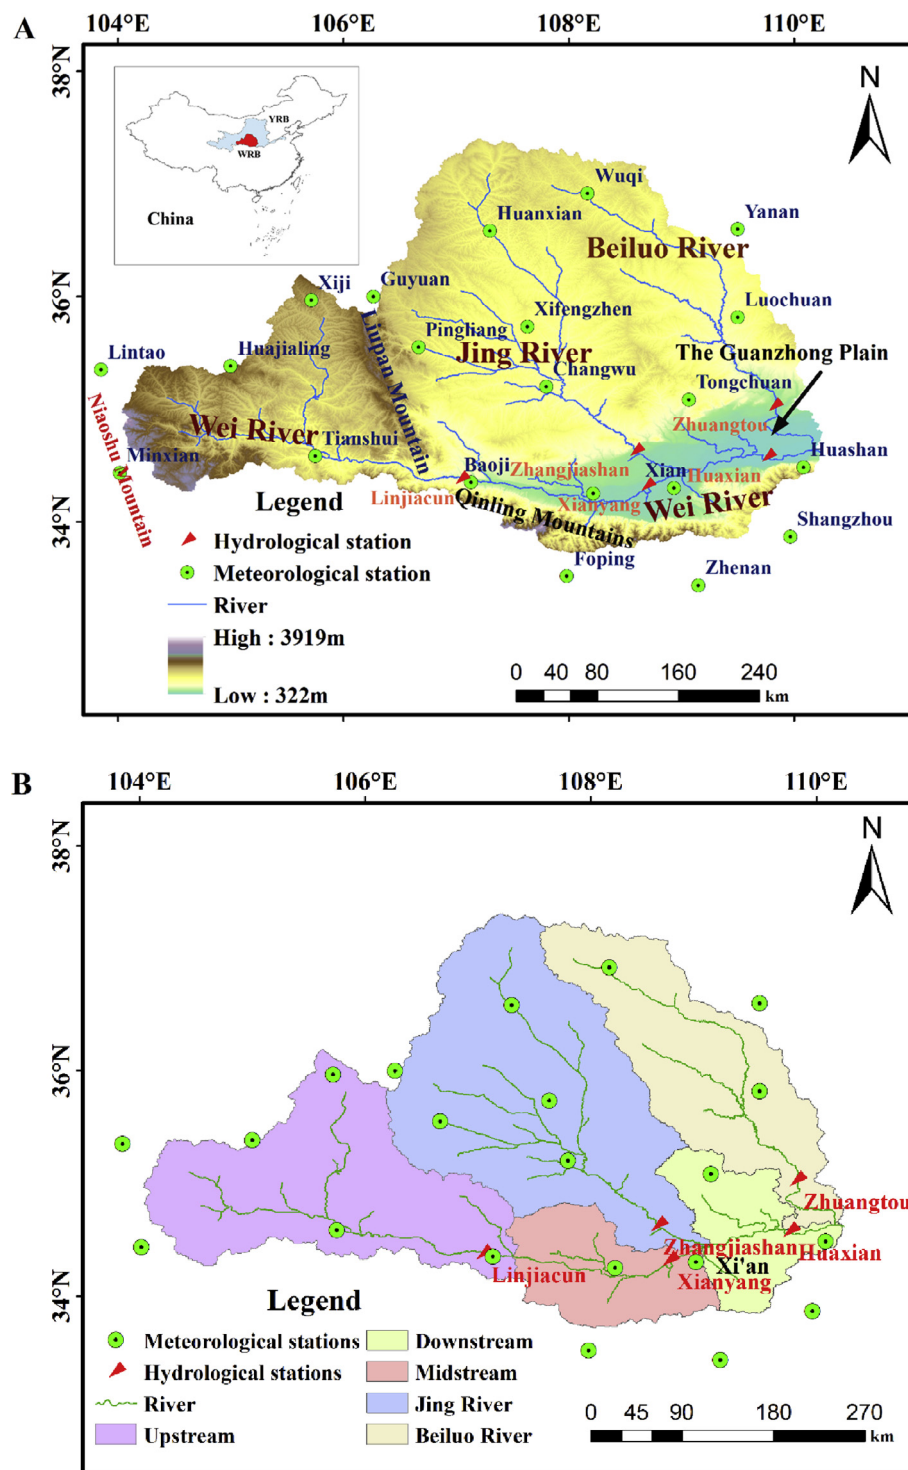 A
104°E 106°E 108°E 110°E
38°N
36°N
34°N
N
YRB
WRB
China
Wuqi
Huanxian
Yanan
Beiluo River
Xiji
Guyuan
Luochuan
Xifengzhen
Pingliang
Liupan Mountain
Jing River
The Guanzhong Plain
Lintao
Huajialing
Changwu
Tongchuan
Niaoshu Mountain
Zhuangtou
Wei River
Tianshui
Minxian
Baoji
Zhangjiashan
Xian
Huaxian
Huashan
Linjiacun
Qinling Mountains
Xianyang
Wei River
Shangzhou
Foping
Zhenan
Legend
Hydrological station
Meteorological station
River
High : 3919m
Low : 322m
0 40 80 160 240
km
B
104°E 106°E 108°E 110°E
38°N
36°N
34°N
N
Zhuangtou
Zhangjiashan
Huaxian
Xi'an
Linjiacun
Xianyang
Legend
Meteorological stations
Hydrological stations
River
Upstream
Downstream
Midstream
Jing River
Beiluo River
0 45 90 180 270
km